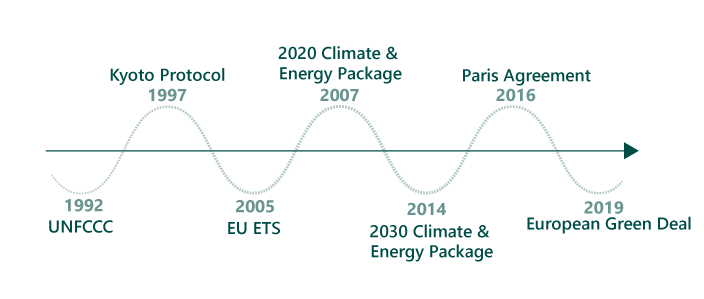 1992
UNFCCC
Kyoto Protocol
1997
2005
EU ETS
2020 Climate &
Energy Package
2007
2014
2030 Climate &
Energy Package
Paris Agreement
2016
2019
European Green Deal